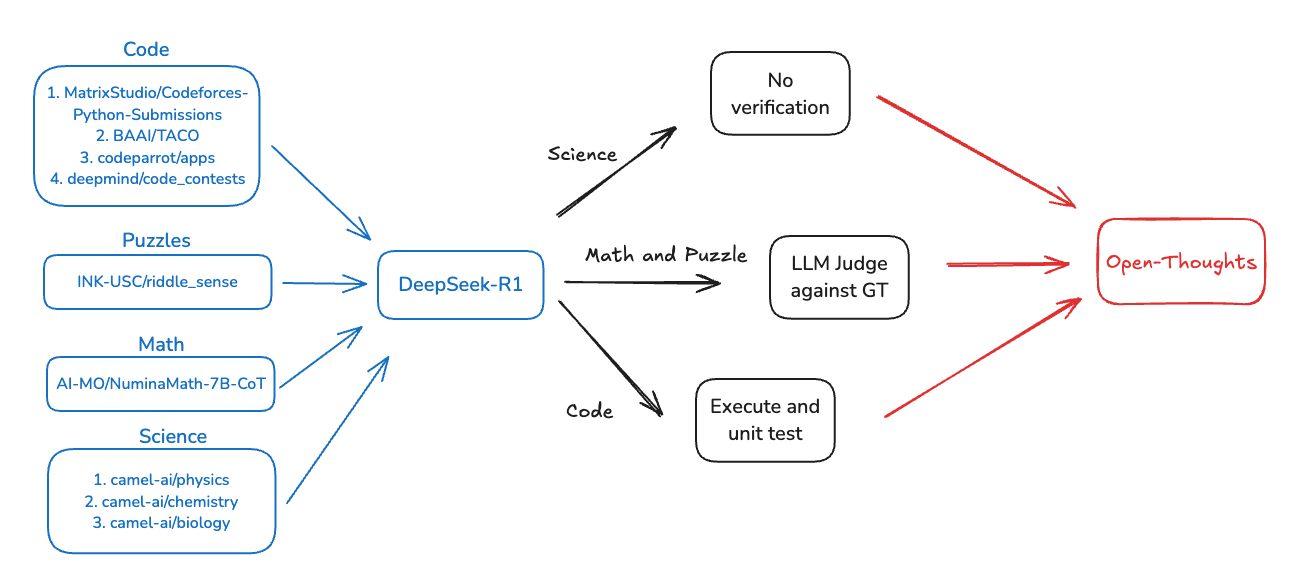 Code
1. MatrixStudio/Codeforces-
Python-Submissions
2. BAAI/TACO
3. codeparrot/apps
4. deepmind/code_contests
Puzzles
INK-USC/riddle_sense
Math
AI-MO/NuminaMath-7B-CoT
Science
1. camel-ai/physics
2. camel-ai/chemistry
3. camel-ai/biology
DeepSeek-R1
Science
Math and Puzzle
Code
No
verification
LLM Judge
against GT
Execute and
unit test
Open-Thoughts